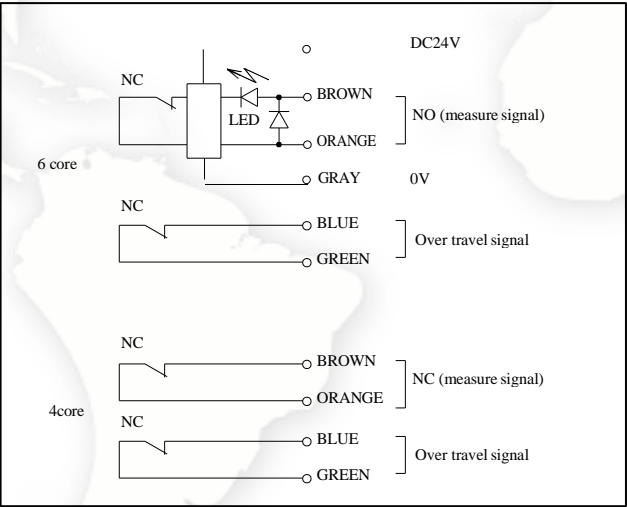 DC24V
NC
BROWN
LED
NO (measure signal)
ORANGE
6 core
GRAY
0V
NC
BLUE
Over travel signal
GREEN
NC
BROWN
NC (measure signal)
ORANGE
4core
NC
BLUE
Over travel signal
GREEN